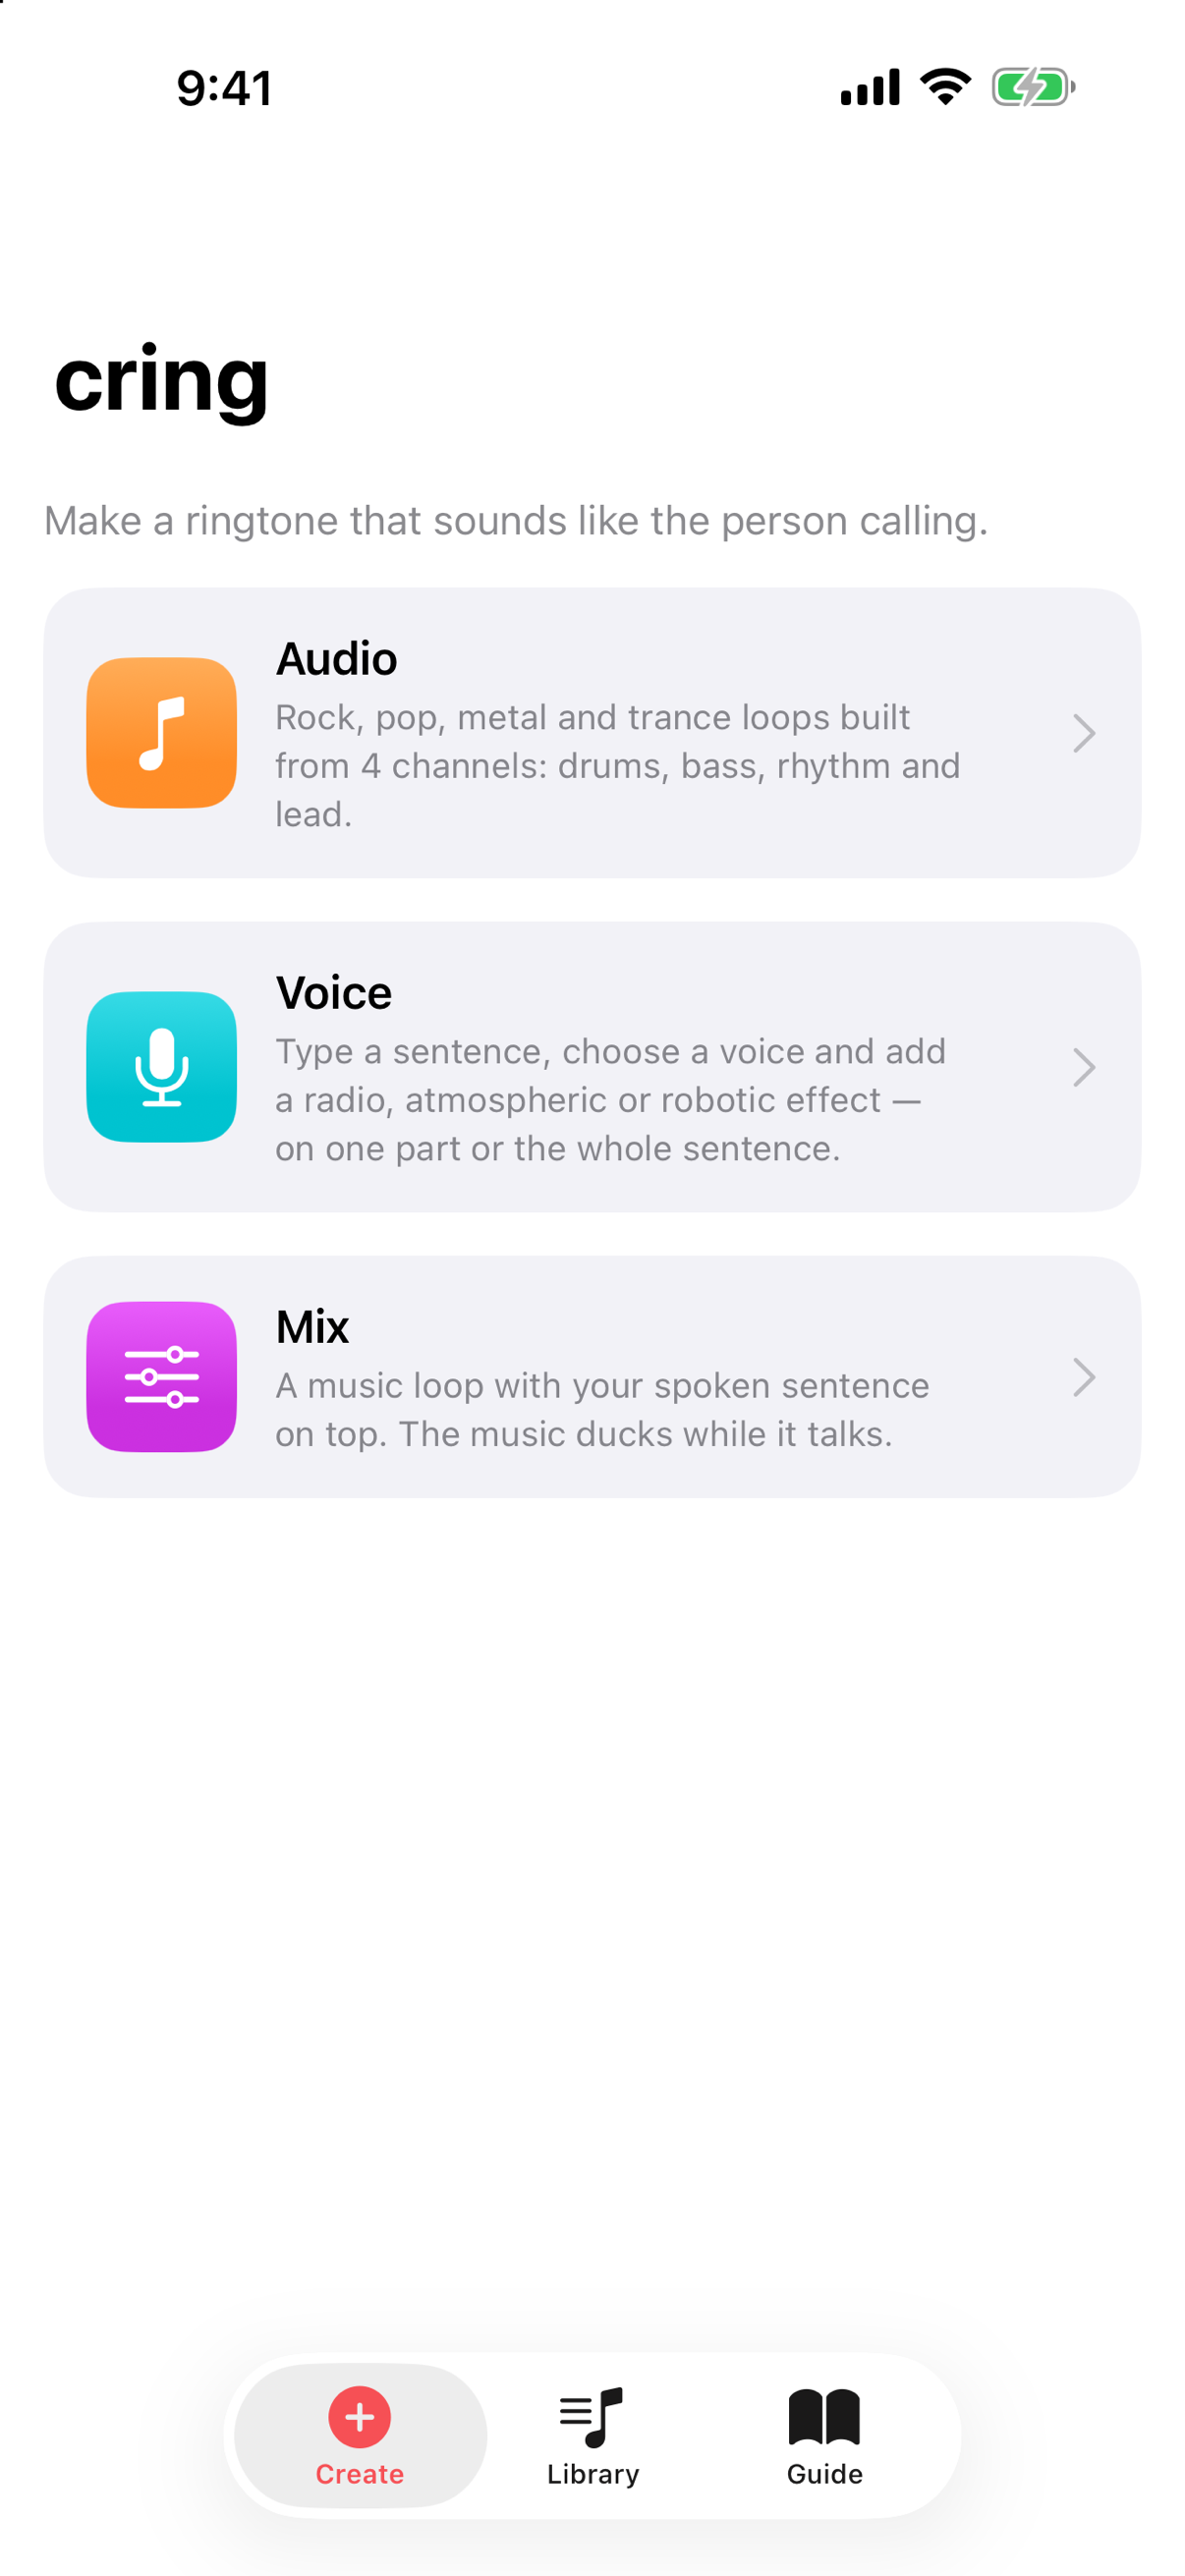 9:41
cring
Make a ringtone that sounds like the person calling.
Audio
Rock, pop, metal and trance loops built
from 4 channels: drums, bass, rhythm and
lead.
Voice
Type a sentence, choose a voice and add
a radio, atmospheric or robotic effect —
on one part or the whole sentence.
Mix
A music loop with your spoken sentence
on top. The music ducks while it talks.
Create
Library
Guide